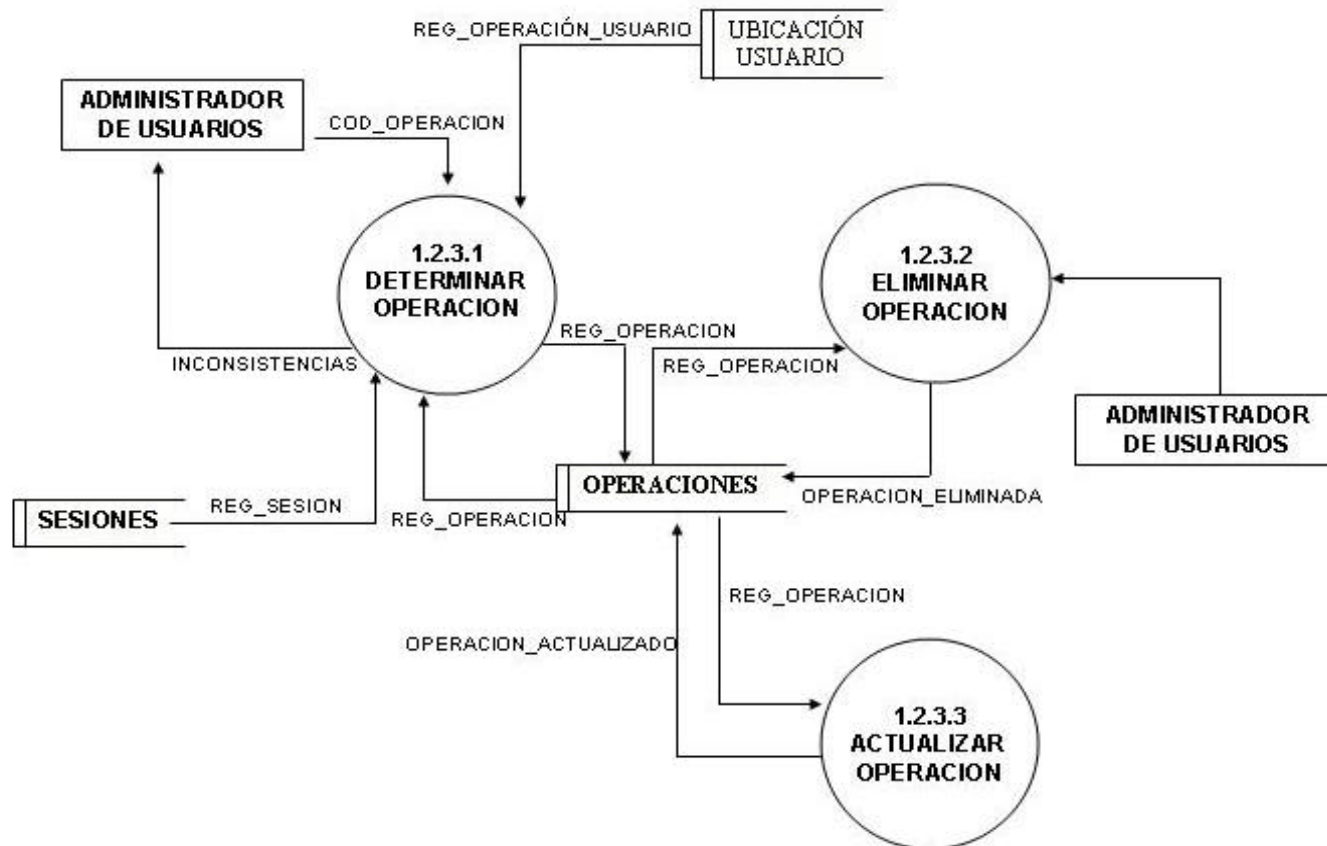 REG_OPERACIÓN_USUARIO
UBICACIÓN
USUARIO
ADMINISTRADOR
DE USUARIOS
COD_OPERACION
1.2.3.1
DETERMINAR
OPERACION
1.2.3.2
ELIMINAR
OPERACION
REG_OPERACION
INCONSISTENCIAS
REG_OPERACION
ADMINISTRADOR
DE USUARIOS
OPERACIONES
OPERACION_ELIMINADA
SESIONES
REG_SESION
REG_OPERACION
REG_OPERACION
OPERACION_ACTUALIZADO
1.2.3.3
ACTUALIZAR
OPERACION